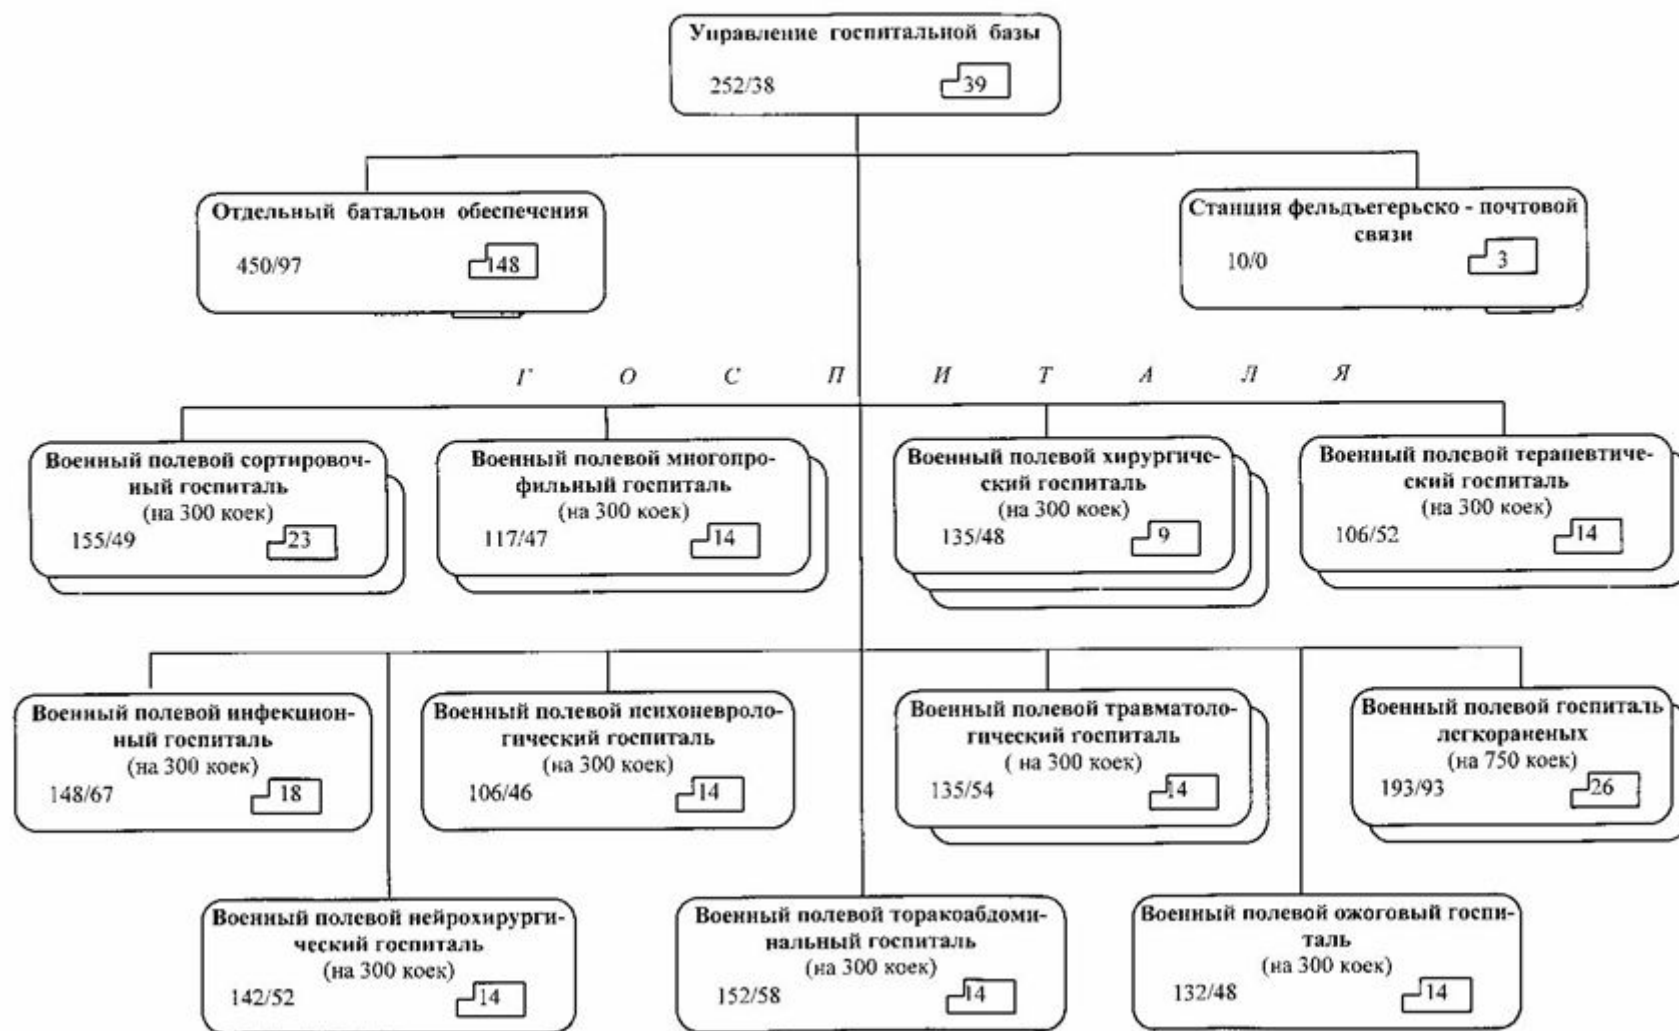 Управление госпитальной базы
252/38 39
Отдельный батальон обеспечения
450/97 148
Станция фельдъегерьско - почтовой
связи
10/0 3
Г О С П И Т А Л Я
Военный полевой сортировоч-
ный госпиталь
(на 300 коек)
155/49 23
Военный полевой многопро-
фильный госпиталь
(на 300 коек)
117/47 14
Военный полевой хирургиче-
ский госпиталь
(на 300 коек)
135/48 9
Военный полевой терапевтиче-
ский госпиталь
(на 300 коек)
106/52 14
Военный полевой инфекцион-
ный госпиталь
(на 300 коек)
148/67 18
Военный полевой психоневроло-
гический госпиталь
(на 300 коек)
106/46 14
Военный полевой травматоло-
гический госпиталь
( на 300 коек)
135/54 14
Военный полевой госпиталь
легкораненых
(на 750 коек)
193/93 26
Военный полевой нейрохирурги-
ческий госпиталь
(на 300 коек)
142/52 14
Военный полевой торакоабдоми-
нальный госпиталь
(на 300 коек)
152/58 14
Военный полевой ожоговый госпи-
таль
(на 300 коек)
132/48 14